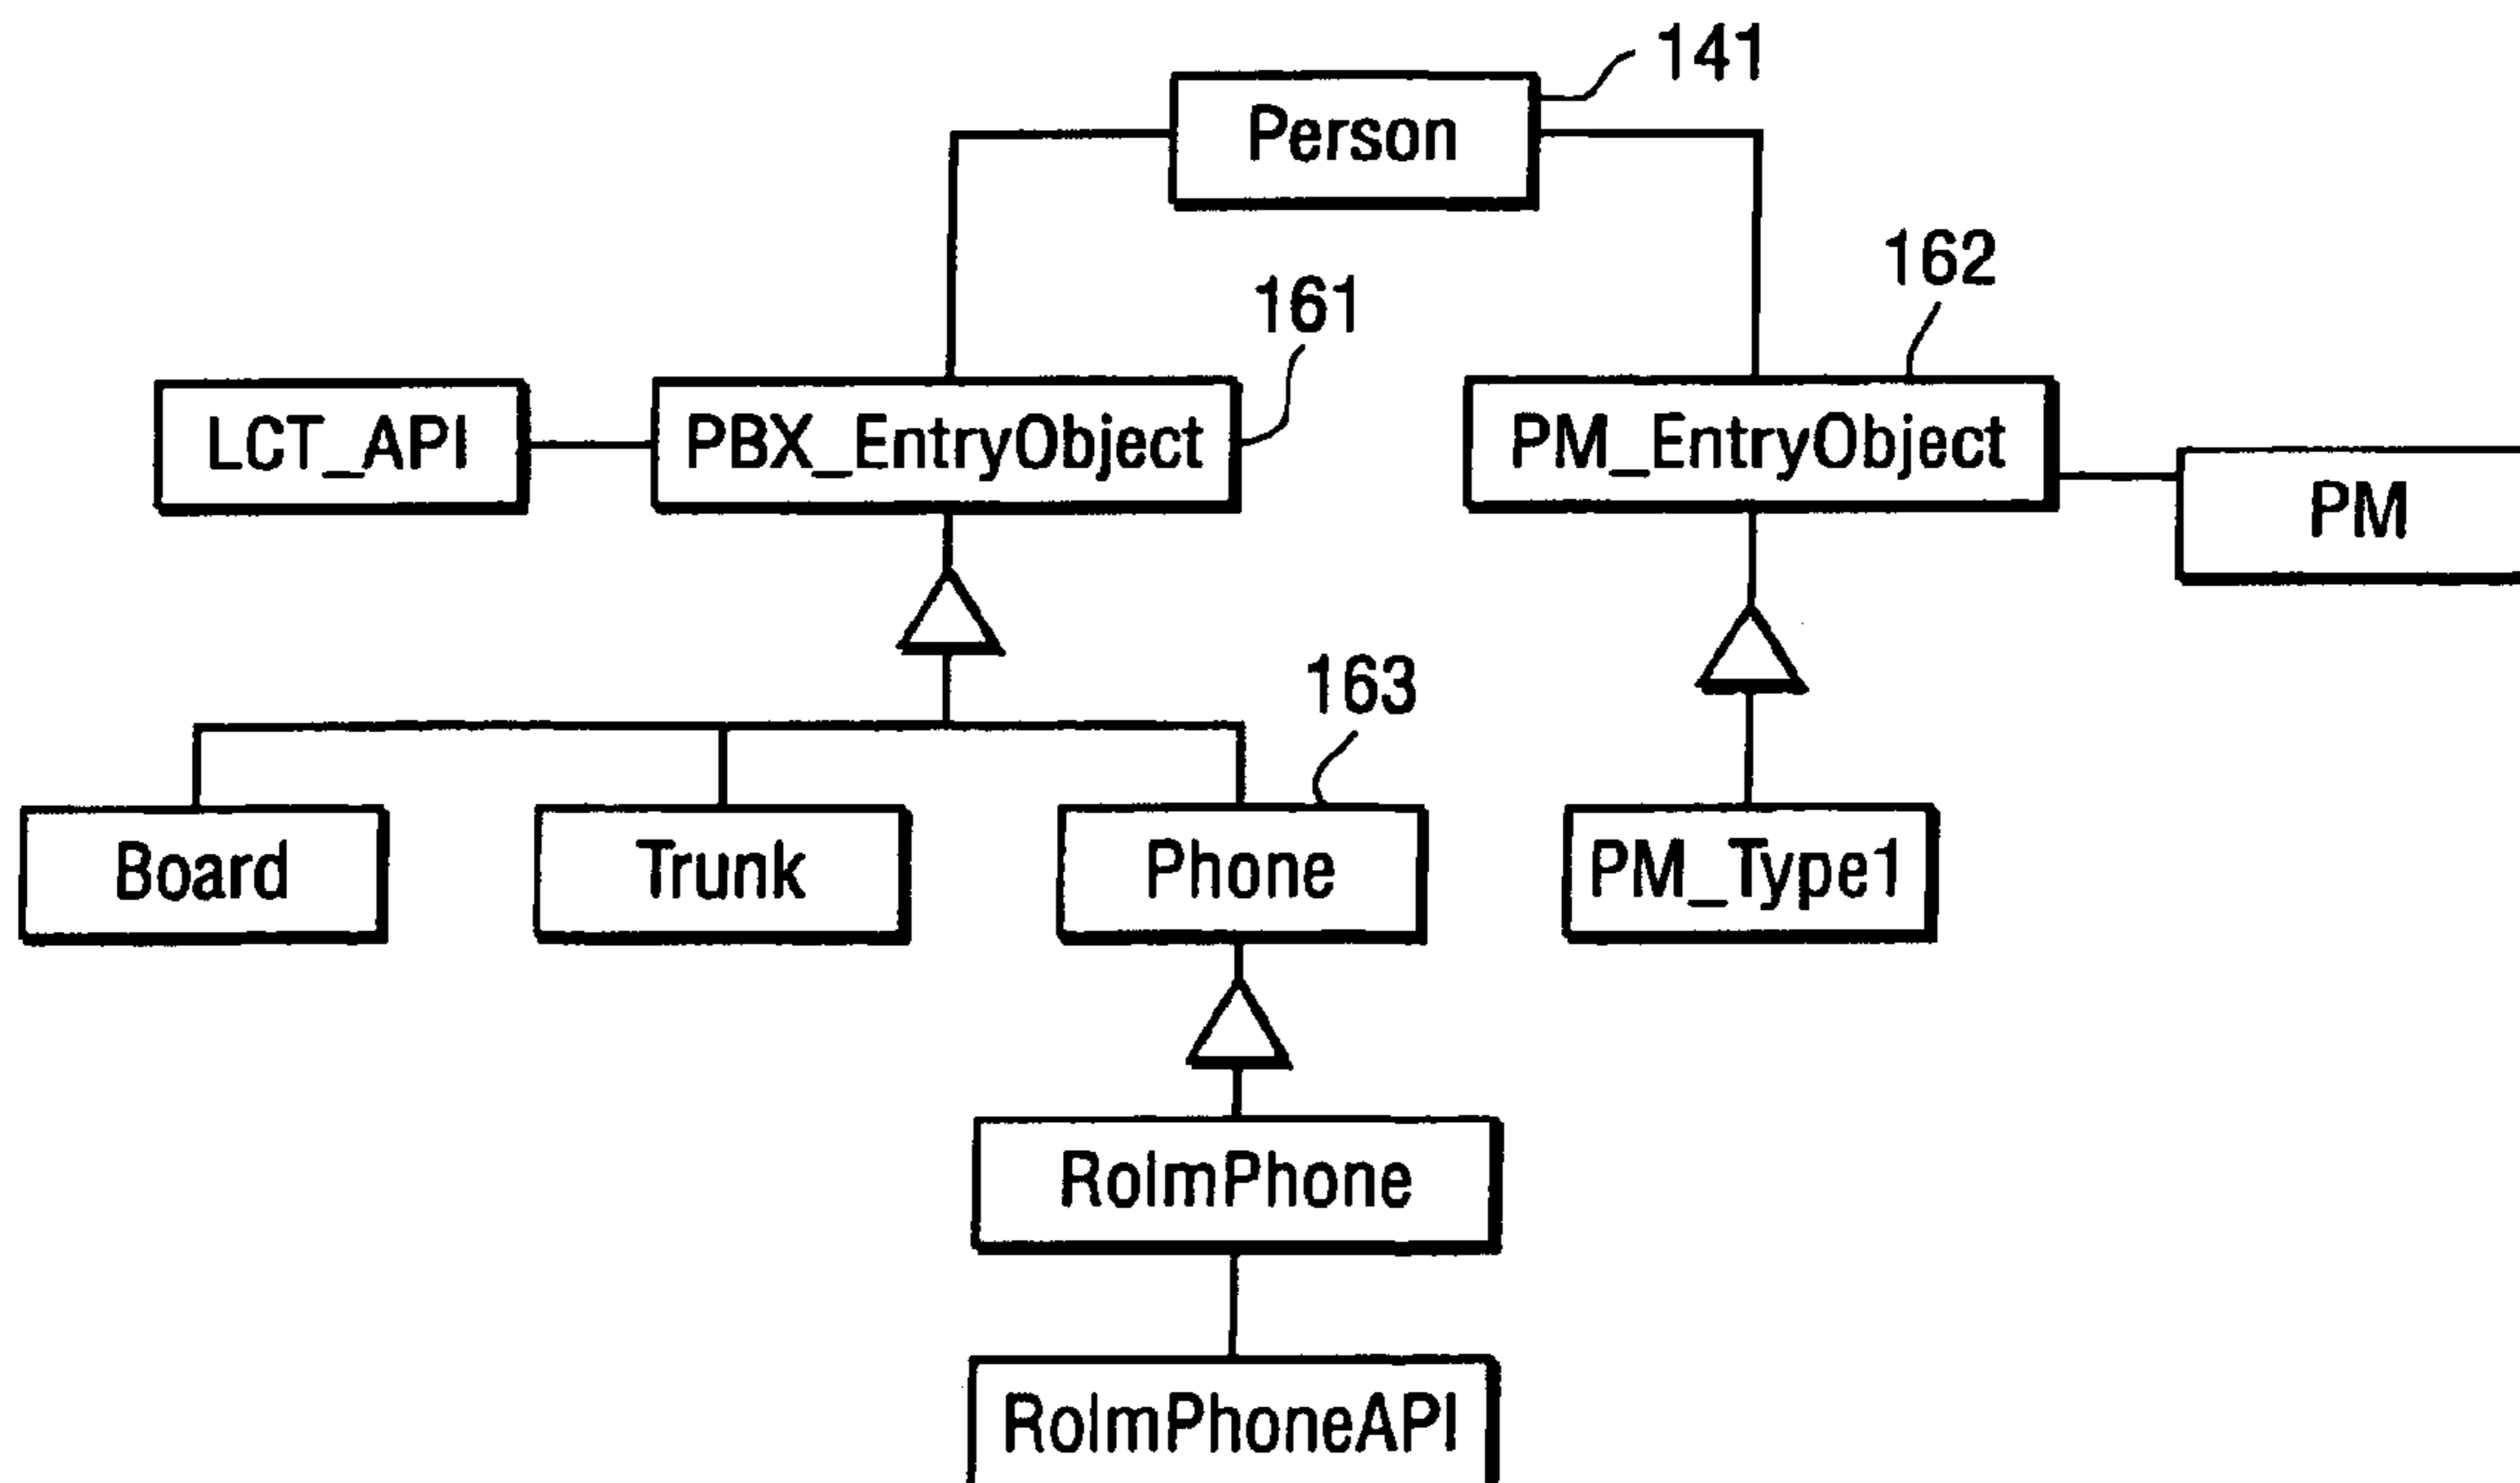 141
Person
162
161
LCT_API
PBX_EntryObject
PM_EntryObject
PM
163
Board
Trunk
Phone
PM_Type1
RolmPhone
RolmPhoneAPI